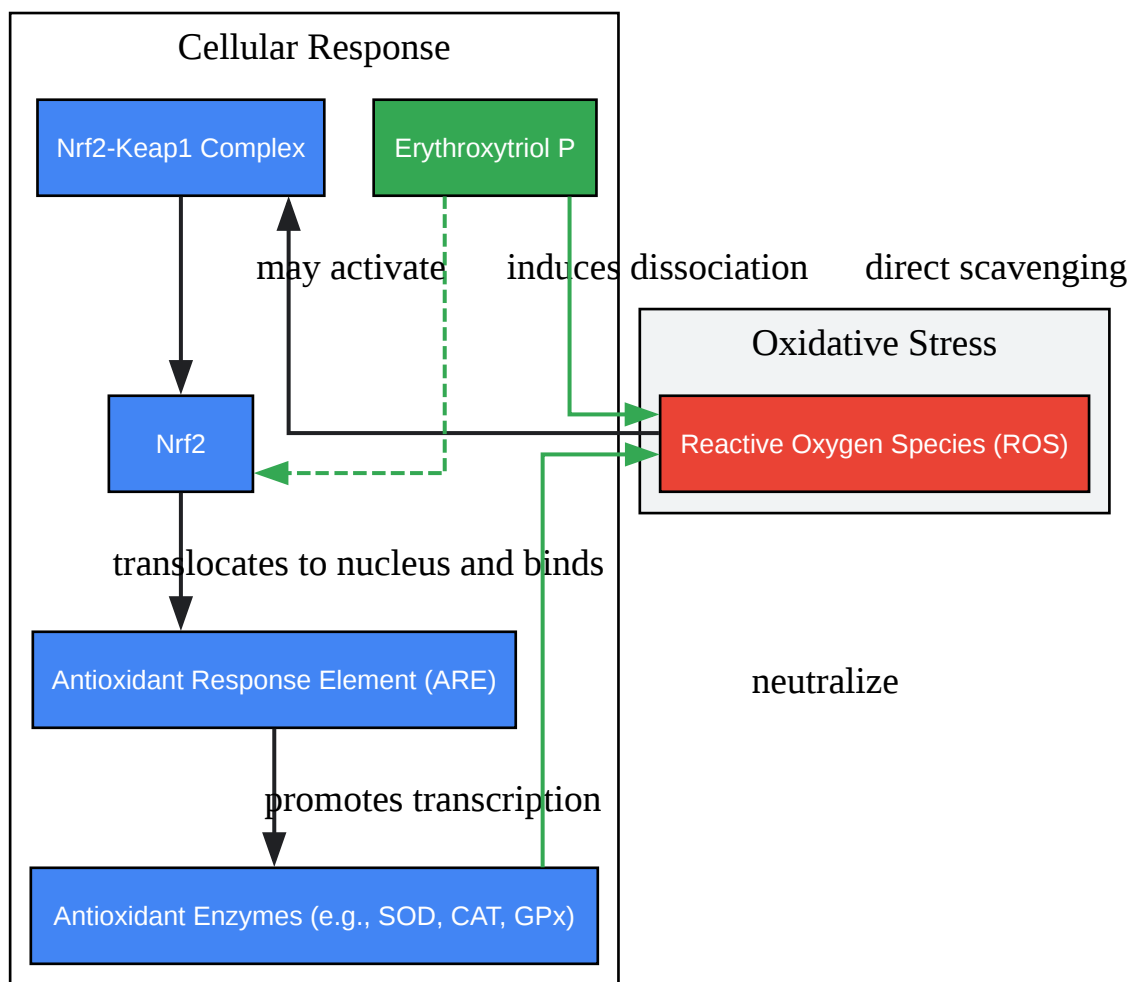 Cellular Response
Nrf2-Keap1 Complex
Erythroxytriol P
may activate
induces dissociation
direct scavenging
Oxidative Stress
Nrf2
Reactive Oxygen Species (ROS)
translocates to nucleus and binds
Antioxidant Response Element (ARE)
neutralize
promotes transcription
Antioxidant Enzymes (e.g., SOD, CAT, GPx)